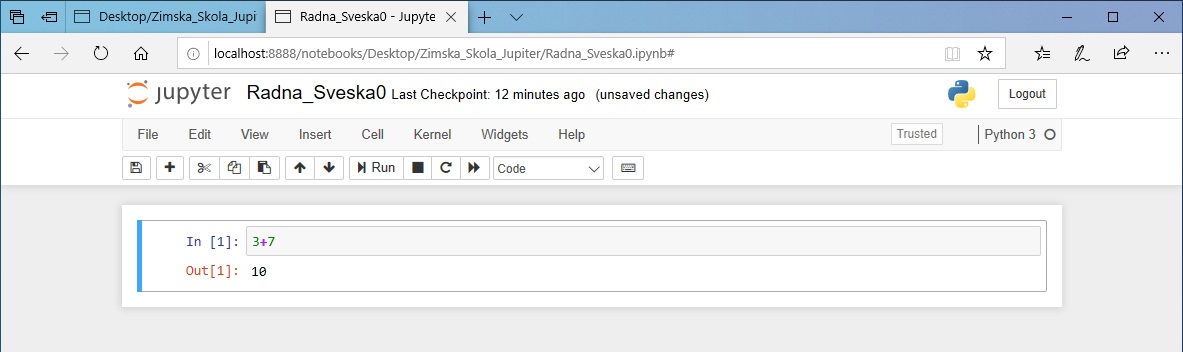 Desktop/Zimska_Skola_Jupi
Radna_Sveska0 - Jupyte
localhost:8888/notebooks/Desktop/Zimska_Skola_Jupiter/Radna_Sveska0.ipynb#
jupyter Radna_Sveska0 Last Checkpoint: 12 minutes ago (unsaved changes)
Logout
File Edit View Insert Cell Kernel Widgets Help
Trusted
Python 3
Run
Code
In [1]: 3+7
Out[1]: 10